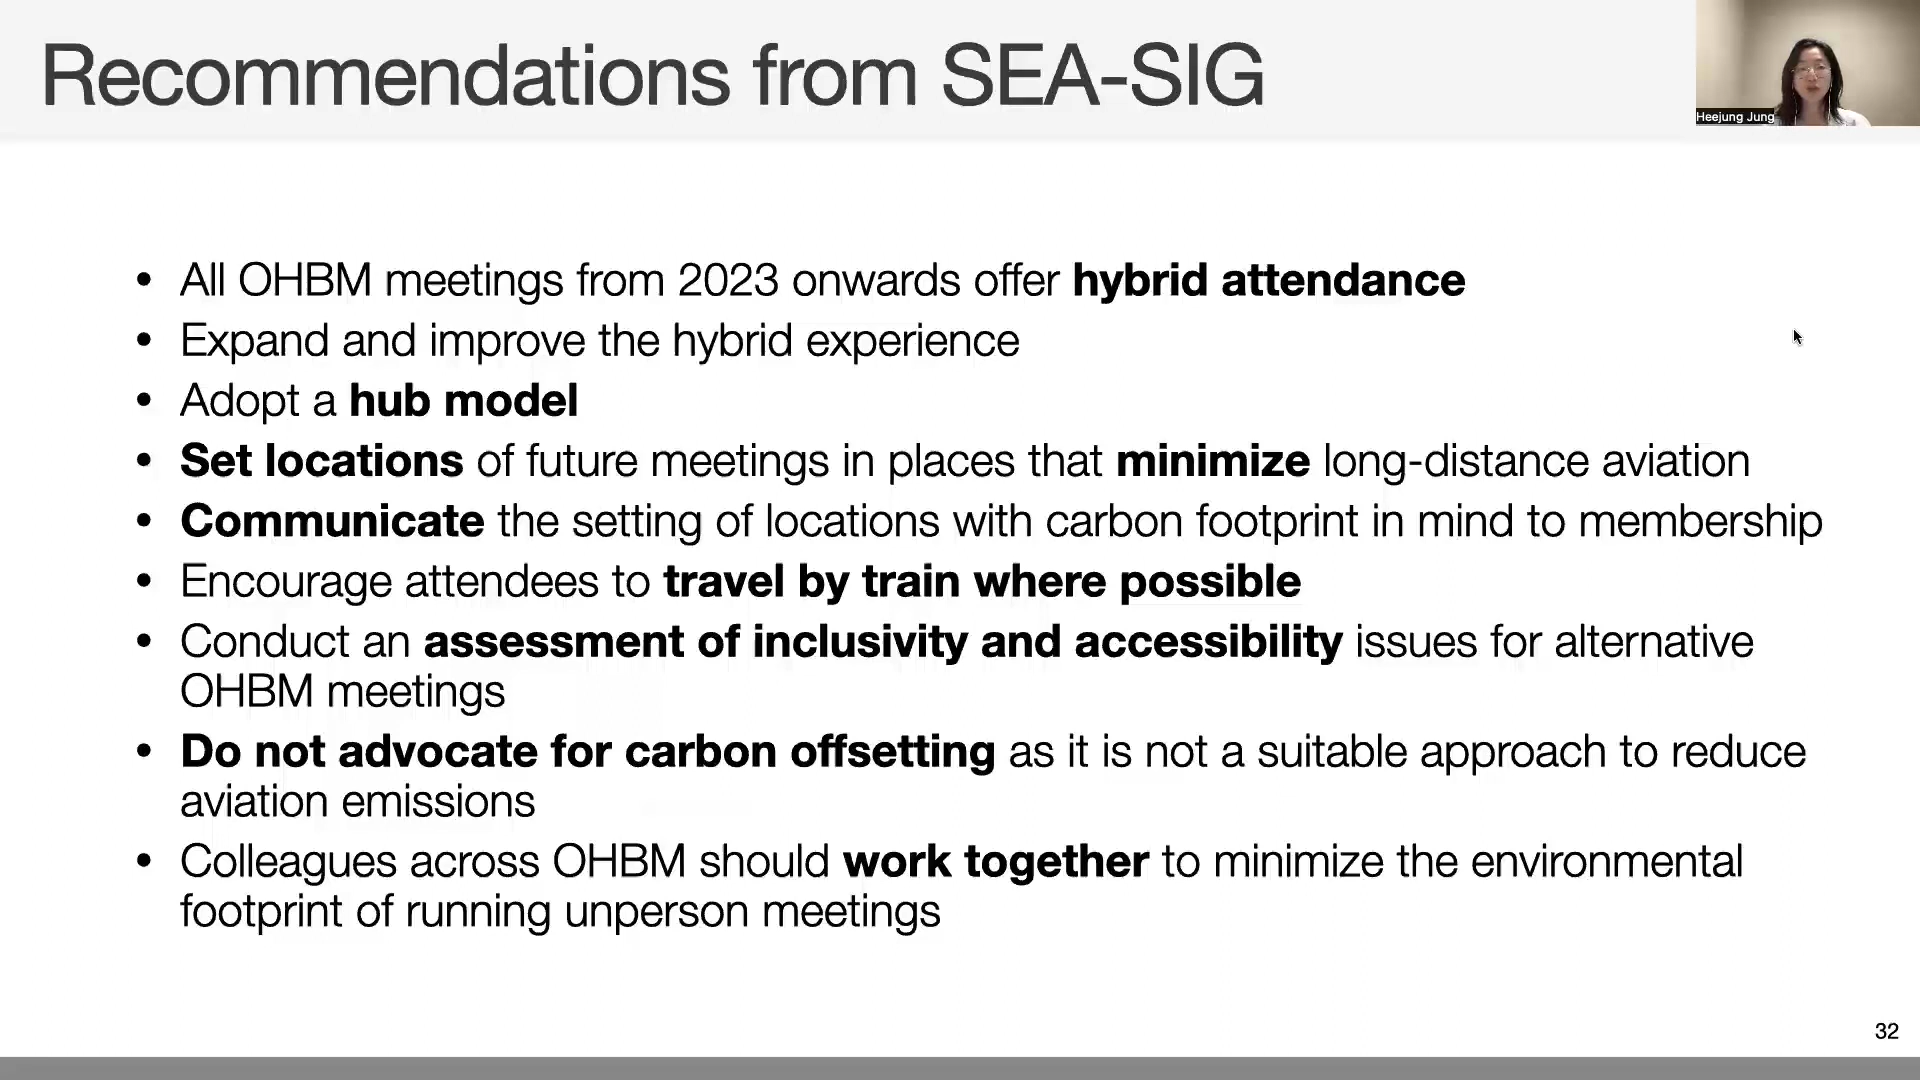 Recommendations from SEA-SIG
Heejung Jung
• All OHBM meetings from 2023 onwards offer hybrid attendance
• Expand and improve the hybrid experience
• Adopt a hub model
• Set locations of future meetings in places that minimize long-distance aviation
• Communicate the setting of locations with carbon footprint in mind to membership
• Encourage attendees to travel by train where possible
• Conduct an assessment of inclusivity and accessibility issues for alternative
OHBM meetings
• Do not advocate for carbon offsetting as it is not a suitable approach to reduce
aviation emissions
• Colleagues across OHBM should work together to minimize the environmental
footprint of running unperson meetings
32